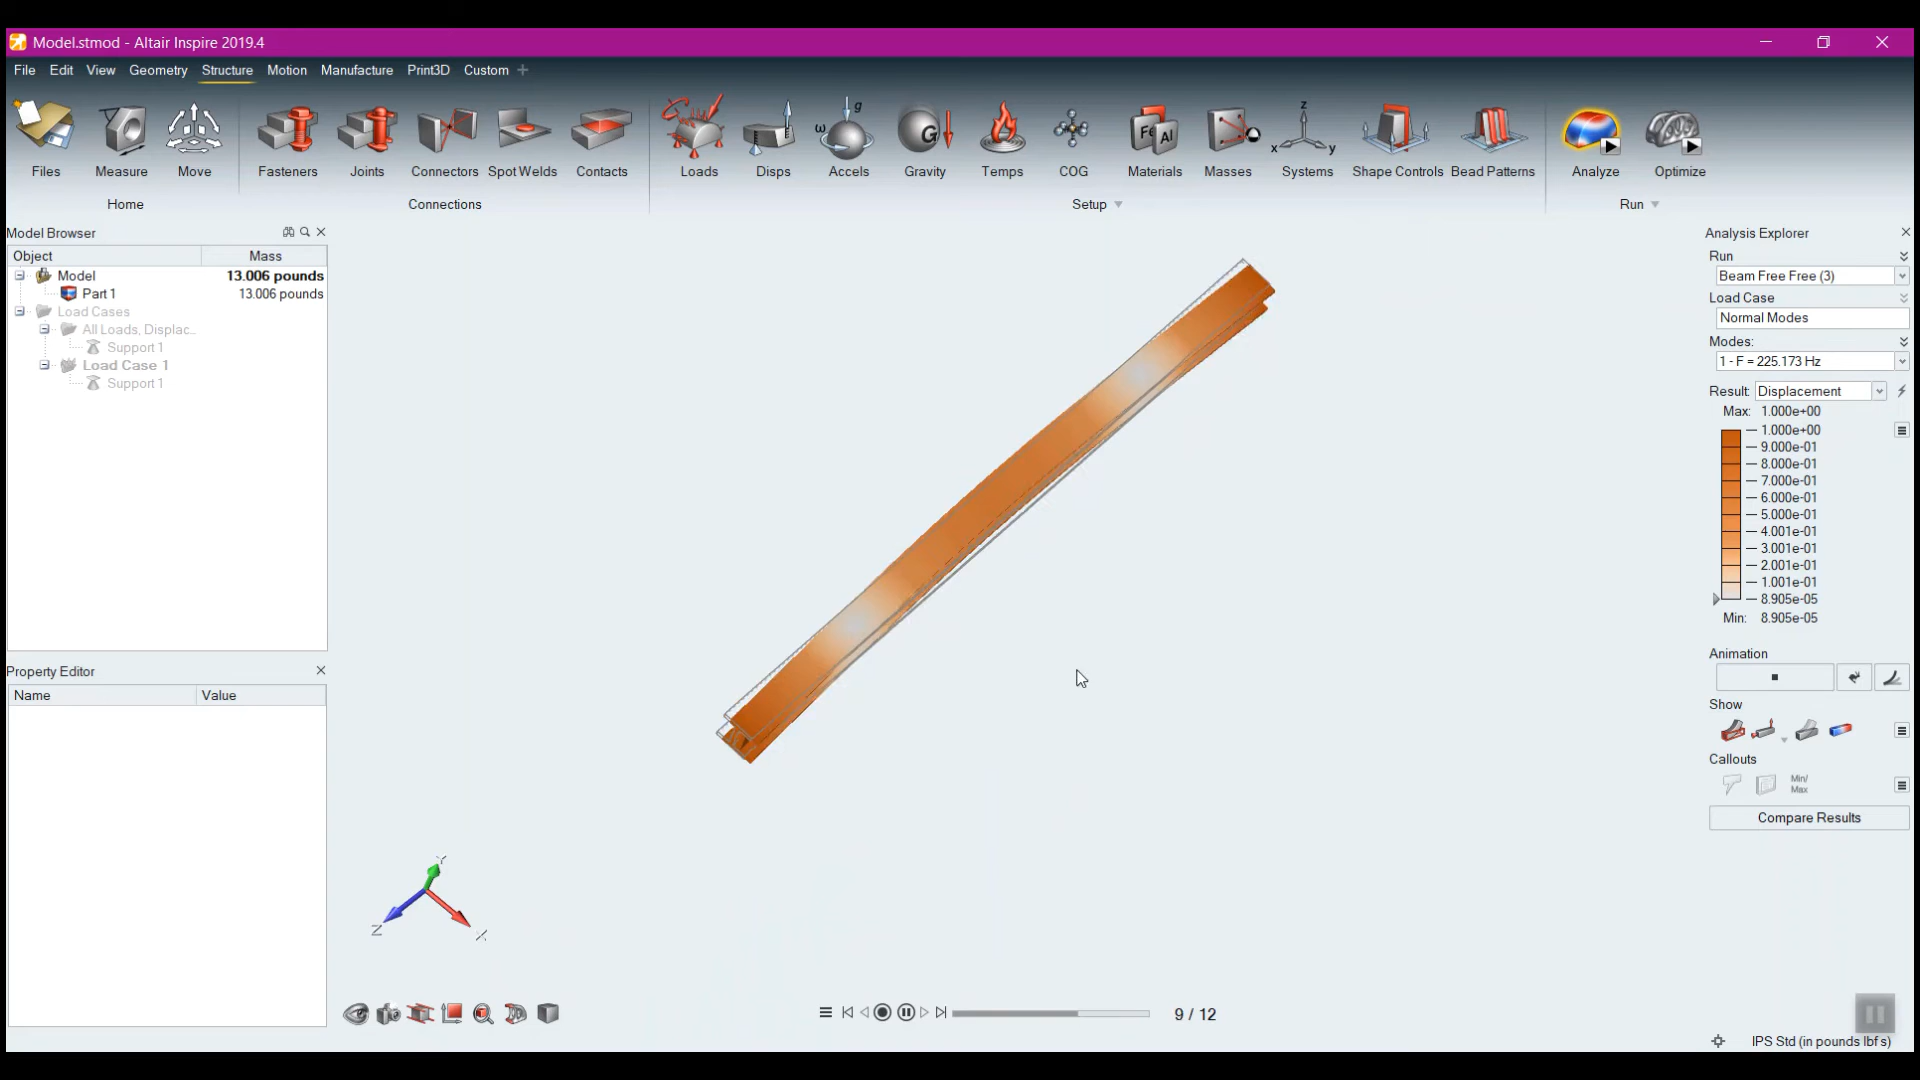 Model.stmod - Altair Inspire 2019.4
File Edit View Geometry Structure Motion Manufacture Print3D Custom
g
ω
G
Fe Al
z
x y
Files Measure Move Fasteners Joints Connectors Spot Welds Contacts Loads Disps Accels Gravity Temps COG Materials Masses Systems Shape Controls Bead Patterns Analyze Optimize
Home Connections Setup Run
Model Browser
Object Mass
Model 13.006 pounds
Part 1 13.006 pounds
Load Cases
All Loads, Displac...
Support 1
Load Case 1
Support 1
Property Editor
Name Value
Y
Z
X
9 / 12
Analysis Explorer
Run
Beam Free Free (3)
Load Case
Normal Modes
Modes:
1 - F = 225.173 Hz
Result: Displacement
Max: 1.000e+00
1.000e+00
9.000e-01
8.000e-01
7.000e-01
6.000e-01
5.000e-01
4.001e-01
3.001e-01
2.001e-01
1.001e-01
8.905e-05
Min: 8.905e-05
Animation
Show
Callouts
Min/
Max
Compare Results
IPS Std (in pounds lbf s)